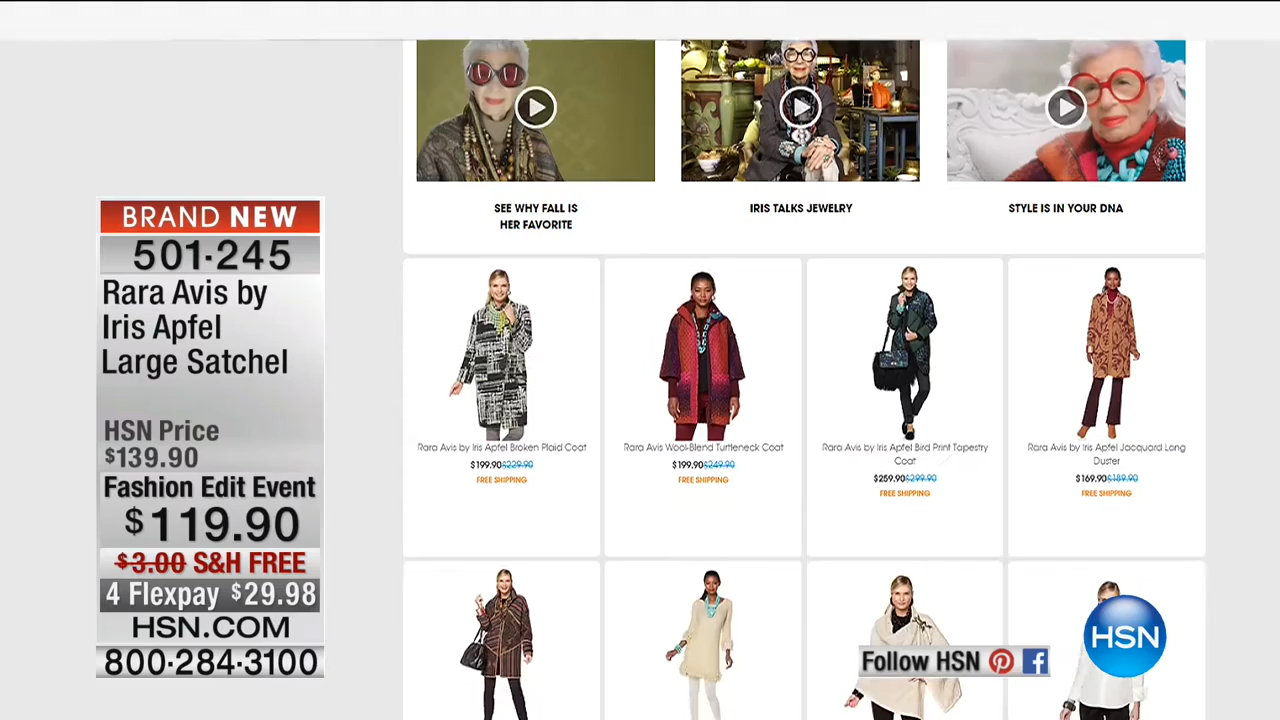 BRAND NEW
501·245
Rara Avis by
Iris Apfel
Large Satchel
HSN Price
$139.90
Fashion Edit Event
$119.90
$3.00 S&H FREE
4 Flexpay $29.98
HSN.COM
800·284·3100
SEE WHY FALL IS
HER FAVORITE
IRIS TALKS JEWELRY
STYLE IS IN YOUR DNA
Rara Avis by Iris Apfel Broken Plaid Coat
$199.90$229.90
FREE SHIPPING
Rara Avis Wool-Blend Turtleneck Coat
$199.90$249.90
FREE SHIPPING
Rara Avis by Iris Apfel Bird Print Tapestry
Coat
$259.90$299.90
FREE SHIPPING
Rara Avis by Iris Apfel Jacquard Long
Duster
$169.90$189.90
FREE SHIPPING
Follow HSN
HSN